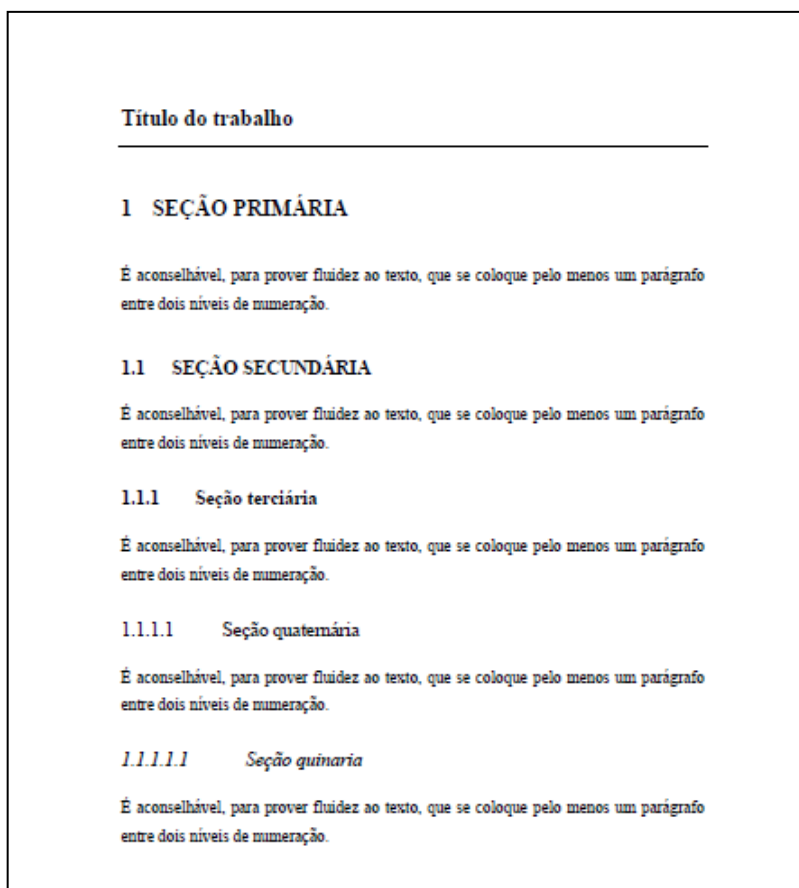 Título do trabalho
1 SEÇÃO PRIMÁRIA
É aconselhável, para prover fluidez ao texto, que se coloque pelo menos um parágrafo
entre dois níveis de numeração.
1.1 SEÇÃO SECUNDÁRIA
É aconselhável, para prover fluidez ao texto, que se coloque pelo menos um parágrafo
entre dois níveis de numeração.
1.1.1 Seção terciária
É aconselhável, para prover fluidez ao texto, que se coloque pelo menos um parágrafo
entre dois níveis de numeração.
1.1.1.1 Seção quaternária
É aconselhável, para prover fluidez ao texto, que se coloque pelo menos um parágrafo
entre dois níveis de numeração.
1.1.1.1.1 Seção quinaria
É aconselhável, para prover fluidez ao texto, que se coloque pelo menos um parágrafo
entre dois níveis de numeração.